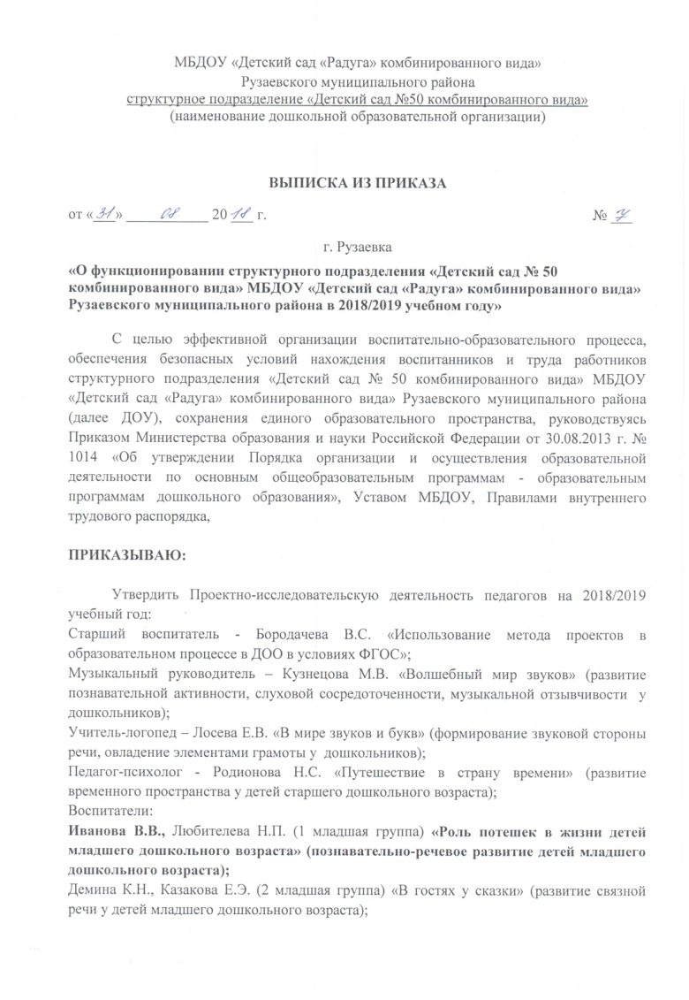 МБДОУ «Детский сад «Радуга» комбинированного вида»
Рузаевского муниципального района
структурное подразделение «Детский сад №50 комбинированного вида»
(наименование дошкольной образовательной организации)
ВЫПИСКА ИЗ ПРИКАЗА
от «31» 08 2018 г. № 7
г. Рузаевка
«О функционировании структурного подразделения «Детский сад № 50
комбинированного вида» МБДОУ «Детский сад «Радуга» комбинированного вида»
Рузаевского муниципального района в 2018/2019 учебном году»
С целью эффективной организации воспитательно-образовательного процесса,
обеспечения безопасных условий нахождения воспитанников и труда работников
структурного подразделения «Детский сад № 50 комбинированного вида» МБДОУ
«Детский сад «Радуга» комбинированного вида» Рузаевского муниципального района
(далее ДОУ), сохранения единого образовательного пространства, руководствуясь
Приказом Министерства образования и науки Российской Федерации от 30.08.2013 г. №
1014 «Об утверждении Порядка организации и осуществления образовательной
деятельности по основным общеобразовательным программам - образовательным
программам дошкольного образования», Уставом МБДОУ, Правилами внутреннего
трудового распорядка,
ПРИКАЗЫВАЮ:
Утвердить Проектно-исследовательскую деятельность педагогов на 2018/2019
учебный год:
Старший воспитатель - Бородачева В.С. «Использование метода проектов в
образовательном процессе в ДОО в условиях ФГОС»;
Музыкальный руководитель – Кузнецова М.В. «Волшебный мир звуков» (развитие
познавательной активности, слуховой сосредоточенности, музыкальной отзывчивости у
дошкольников);
Учитель-логопед – Лосева Е.В. «В мире звуков и букв» (формирование звуковой стороны
речи, овладение элементами грамоты у дошкольников);
Педагог-психолог - Родионова Н.С. «Путешествие в страну времени» (развитие
временного пространства у детей старшего дошкольного возраста);
Воспитатели:
Иванова В.В., Любителева Н.П. (1 младшая группа) «Роль потешек в жизни детей
младшего дошкольного возраста» (познавательно-речевое развитие детей младшего
дошкольного возраста);
Демина К.Н., Казакова Е.Э. (2 младшая группа) «В гостях у сказки» (развитие связной
речи у детей младшего дошкольного возраста);